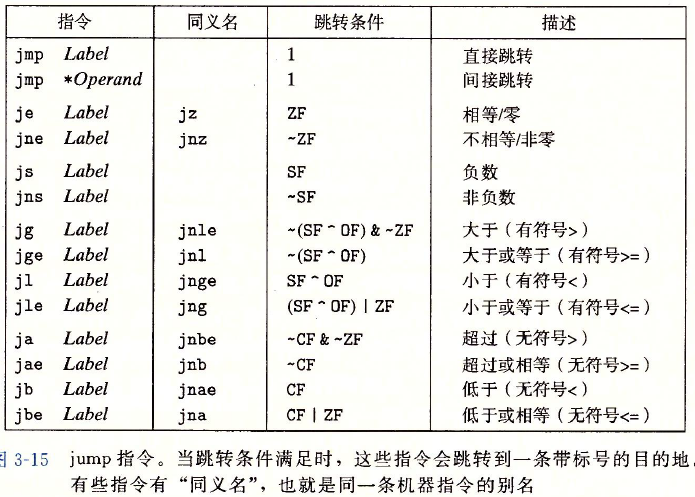 指令 同义名 跳转条件 描述
jmp Label 1 直接跳转
jmp *Operand 1 间接跳转
je Label jz ZF 相等/零
jne Label jnz ~ZF 不相等/非零
js Label SF 负数
jns Label ~SF 非负数
jg Label jnle ~(SF ^ OF) & ~ZF 大于（有符号>）
jge Label jnl ~(SF ^ OF) 大于或等于（有符号>=）
jl Label jnge SF ^ OF 小于（有符号<）
jle Label jng (SF ^ OF) | ZF 小于或等于（有符号<=）
ja Label jnbe ~CF & ~ZF 超过（无符号>）
jae Label jnb ~CF 超过或相等（无符号>=）
jb Label jnae CF 低于（无符号<）
jbe Label jna CF | ZF 低于或相等（无符号<=）
图 3-15 jump 指令。当跳转条件满足时，这些指令会跳转到一条带标号的目的地。
有些指令有“同义名”，也就是同一条机器指令的别名